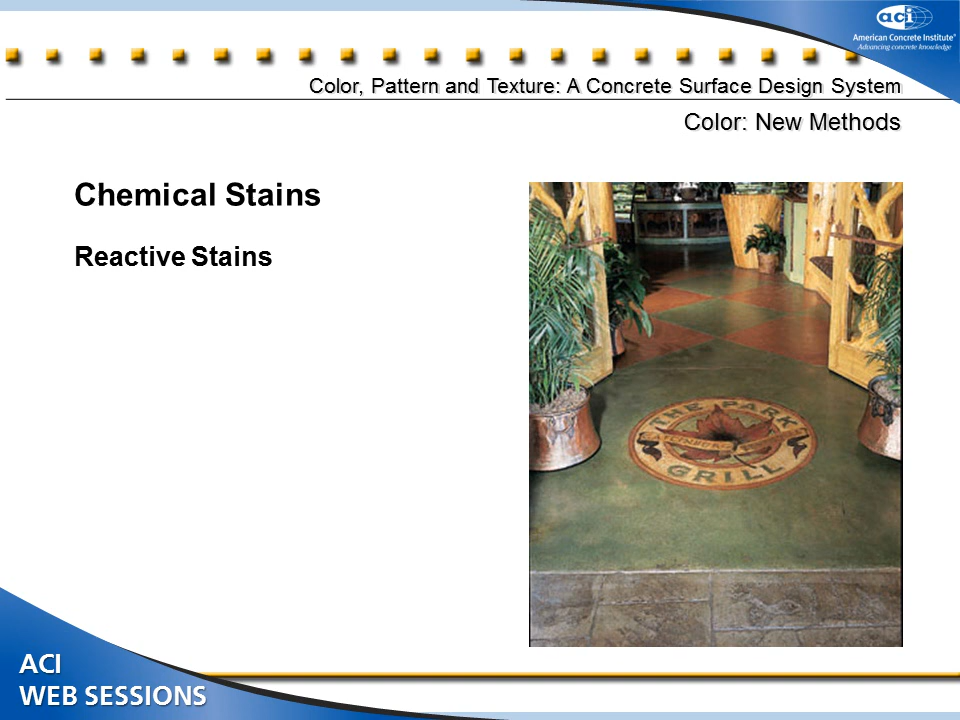 aci
American Concrete Institute®
Advancing concrete knowledge
Color, Pattern and Texture: A Concrete Surface Design System
Color: New Methods
Chemical Stains
Reactive Stains
THE PARK
GRILL
ACI
WEB SESSIONS